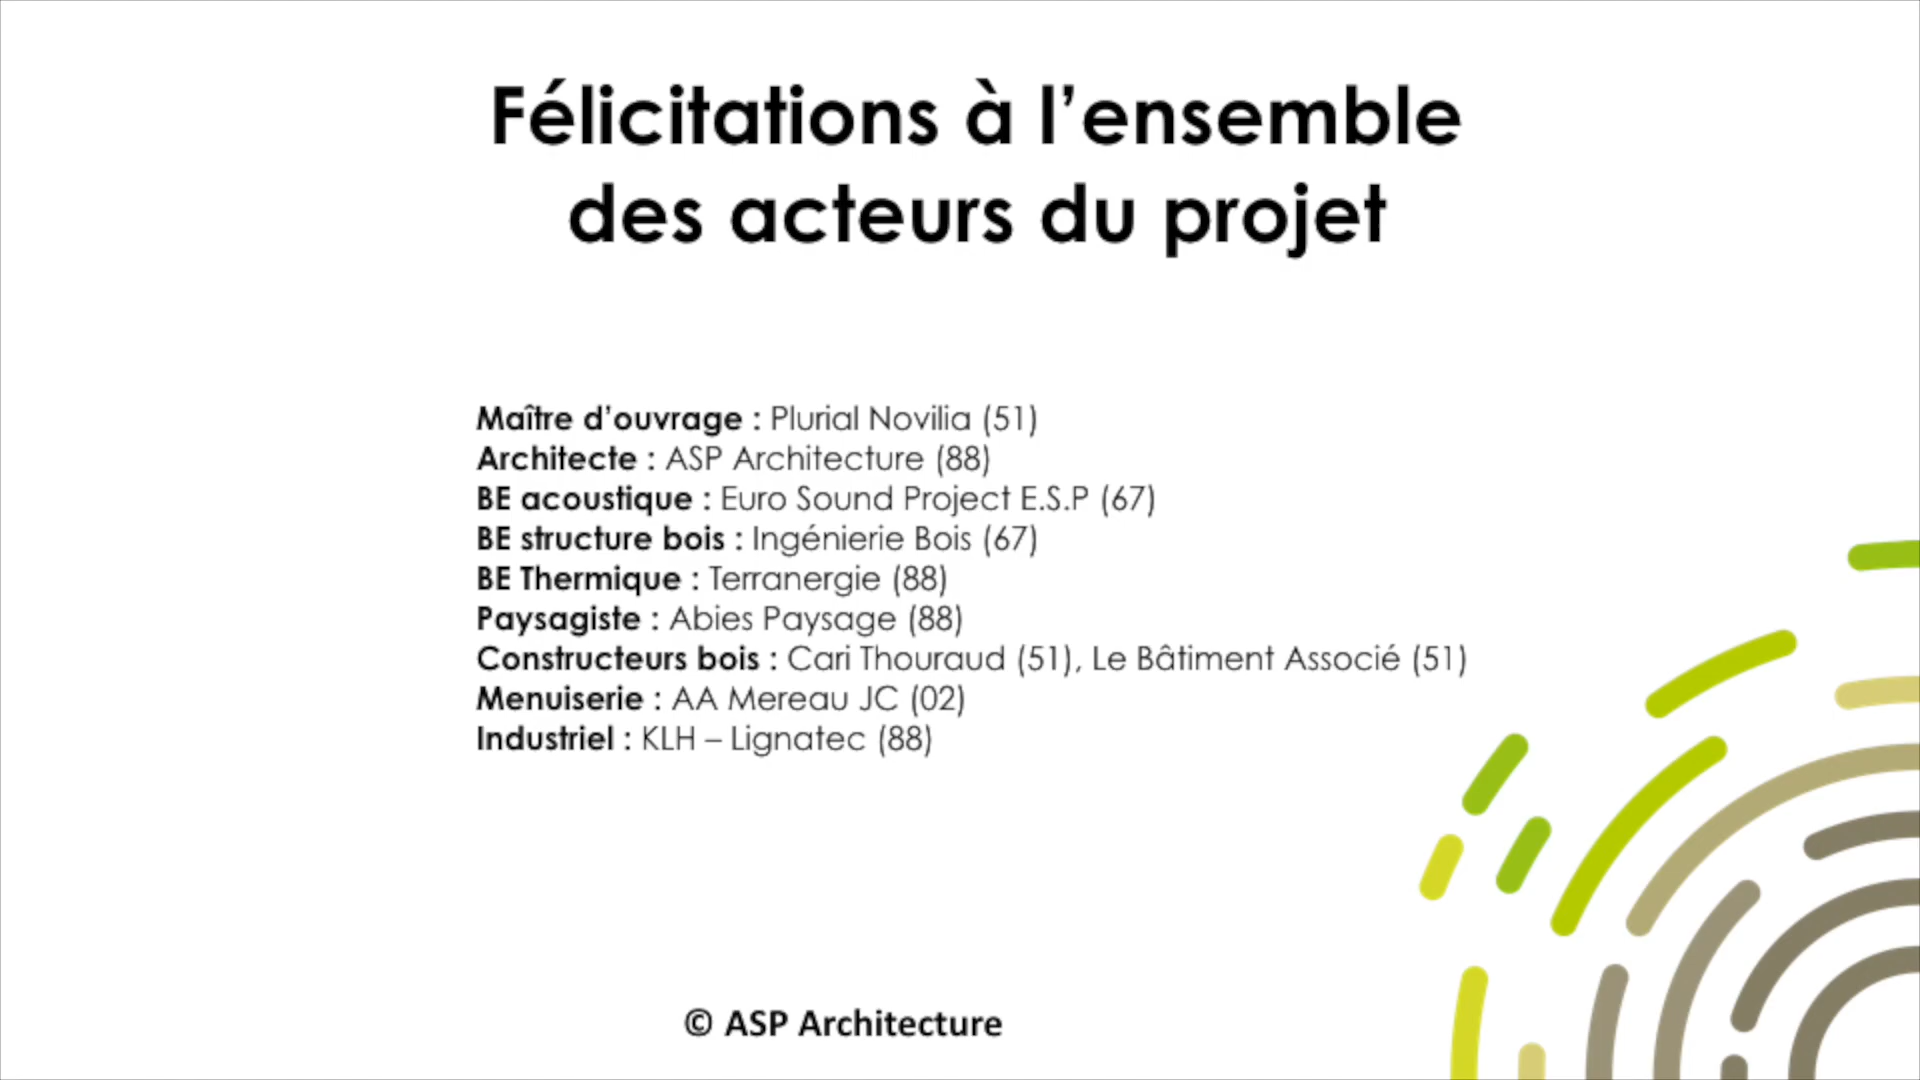 Félicitations à l’ensemble
des acteurs du projet
Maître d’ouvrage : Plurial Novilia (51)
Architecte : ASP Architecture (88)
BE acoustique : Euro Sound Project E.S.P (67)
BE structure bois : Ingénierie Bois (67)
BE Thermique : Terranergie (88)
Paysagiste : Abies Paysage (88)
Constructeurs bois : Cari Thouraud (51), Le Bâtiment Associé (51)
Menuiserie : AA Mereau JC (02)
Industriel : KLH – Lignatec (88)
© ASP Architecture